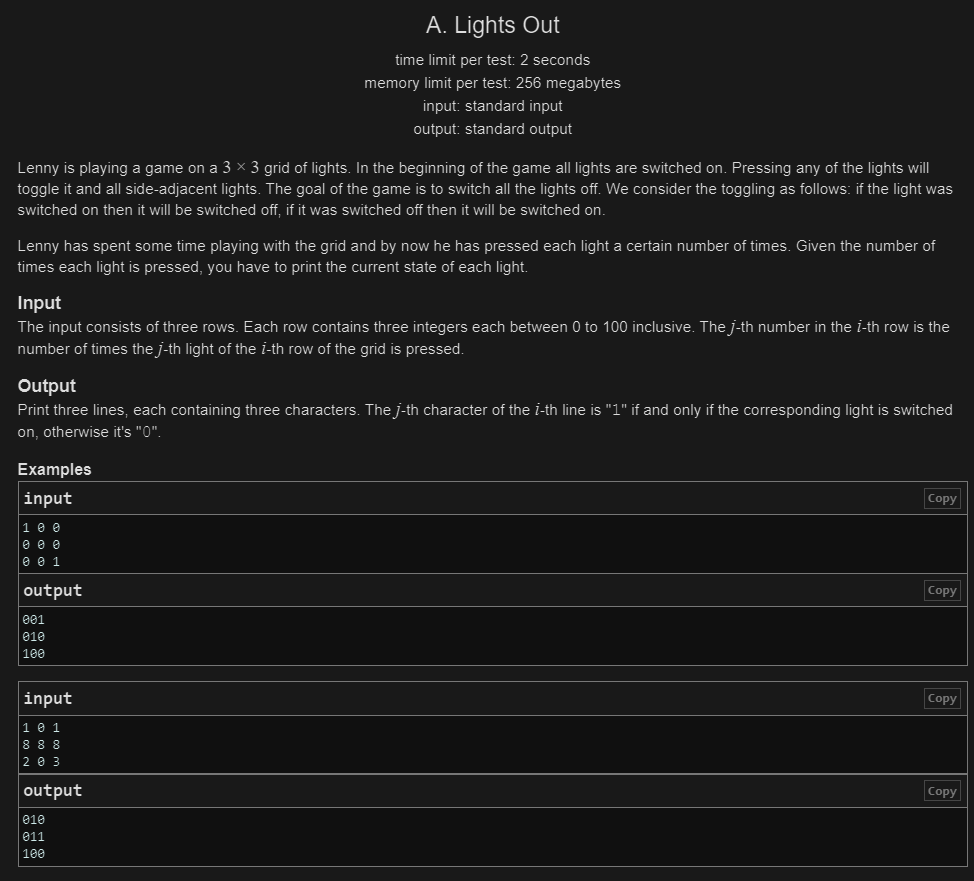 A. Lights Out
time limit per test: 2 seconds
memory limit per test: 256 megabytes
input: standard input
output: standard output
Lenny is playing a game on a 3 × 3 grid of lights. In the beginning of the game all lights are switched on. Pressing any of the lights will
toggle it and all side-adjacent lights. The goal of the game is to switch all the lights off. We consider the toggling as follows: if the light was
switched on then it will be switched off, if it was switched off then it will be switched on.
Lenny has spent some time playing with the grid and by now he has pressed each light a certain number of times. Given the number of
times each light is pressed, you have to print the current state of each light.
Input
The input consists of three rows. Each row contains three integers each between 0 to 100 inclusive. The j-th number in the i-th row is the
number of times the j-th light of the i-th row of the grid is pressed.
Output
Print three lines, each containing three characters. The j-th character of the i-th line is "1" if and only if the corresponding light is switched
on, otherwise it's "0".
Examples
input Copy
1 0 0
0 0 0
0 0 1
output Copy
001
010
100
input Copy
1 0 1
8 8 8
2 0 3
output Copy
010
011
100